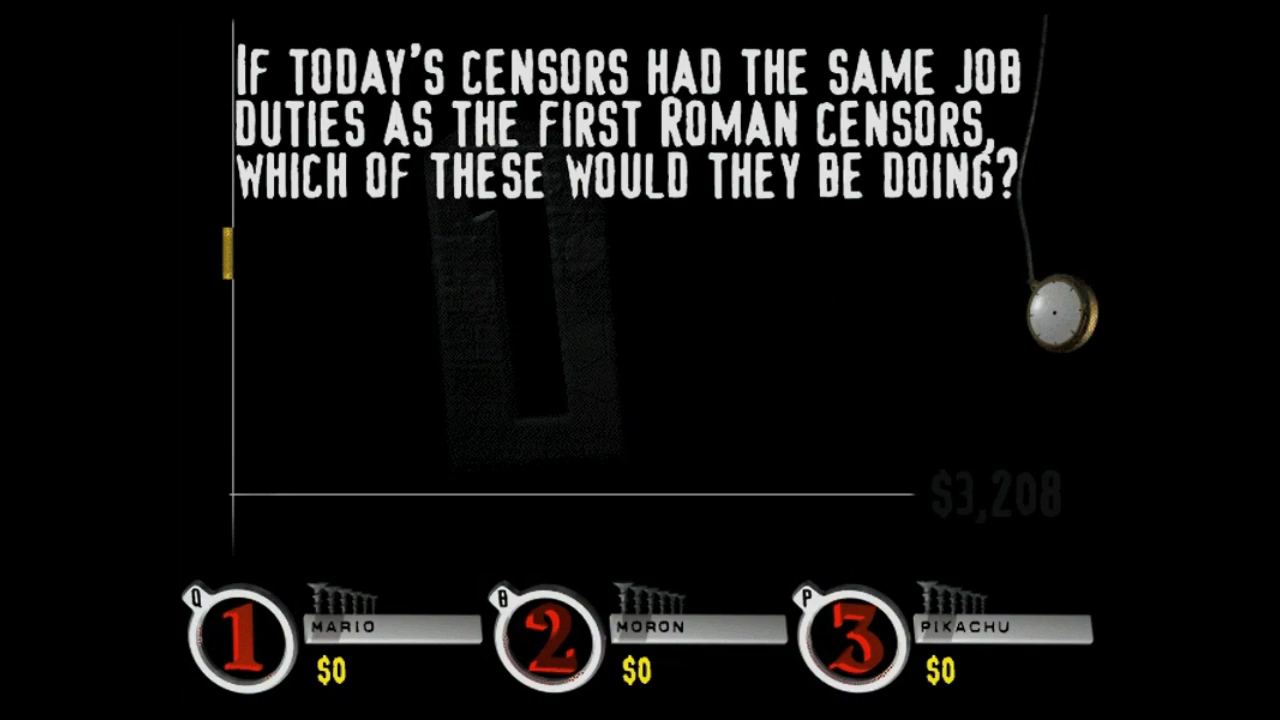 If today's censors had the same job
duties as the first Roman censors,
which of these would they be doing?
$3,208
Q 1 MARIO $0
B 2 MORON $0
P 3 PIKACHU $0